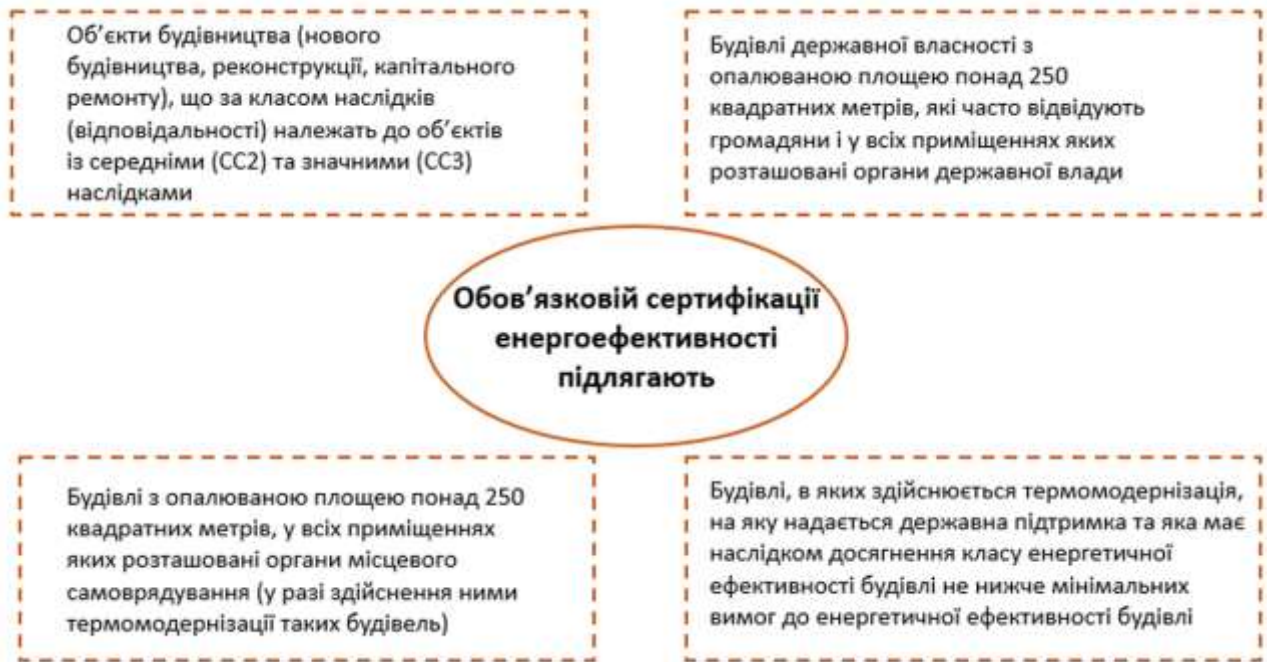 Об’єкти будівництва (нового
будівництва, реконструкції, капітального
ремонту), що за класом наслідків
(відповідальності) належать до об’єктів
із середніми (СС2) та значними (СС3)
наслідками
Будівлі державної власності з
опалюваною площею понад 250
квадратних метрів, які часто відвідують
громадяни і у всіх приміщеннях яких
розташовані органи державної влади
Обов’язковій сертифікації
енергоефективності
підлягають
Будівлі з опалюваною площею понад 250
квадратних метрів, у всіх приміщеннях
яких розташовані органи місцевого
самоврядування (у разі здійснення ними
термомодернізації таких будівель)
Будівлі, в яких здійснюється термомодернізація,
на яку надається державна підтримка та яка має
наслідком досягнення класу енергетичної
ефективності будівлі не нижче мінімальних
вимог до енергетичної ефективності будівлі